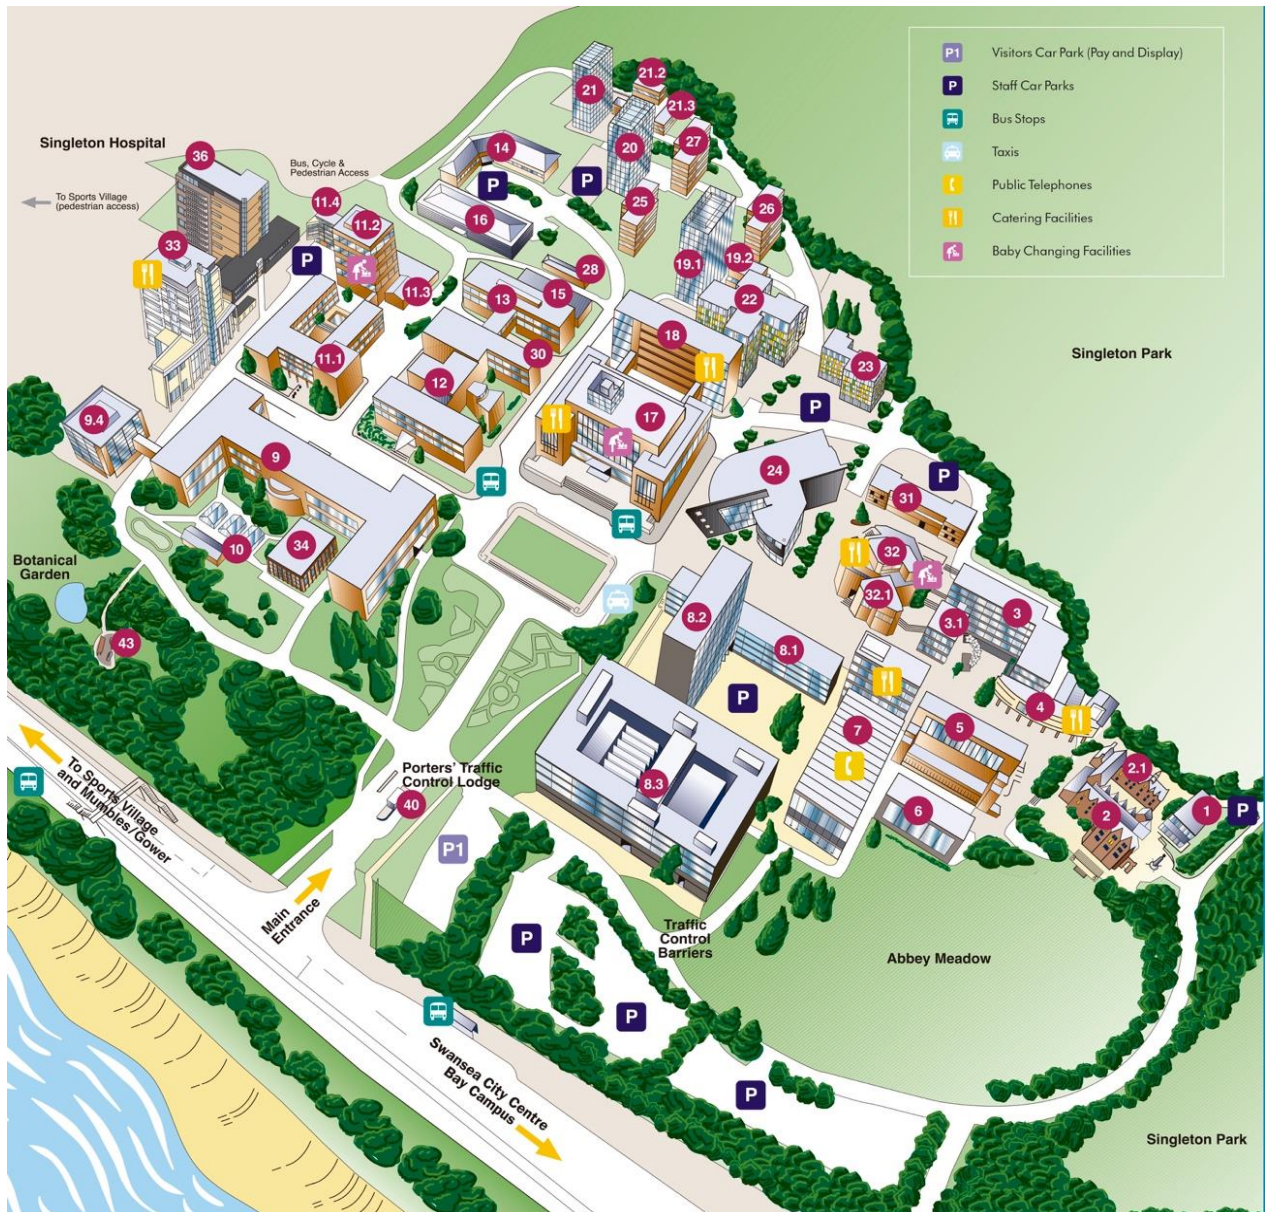 P1 Visitors Car Park (Pay and Display)
P Staff Car Parks
Bus Stops
Taxis
Public Telephones
Catering Facilities
Baby Changing Facilities
21.2
21
21.3
Singleton Hospital
36
14
20
27
Bus, Cycle &
Pedestrian Access
P
P
To Sports Village
(pedestrian access)
11.4
11.2
16
25
26
33
P
28
19.1
19.2
11.3
13
15
22
18
Singleton Park
11.1
30
12
23
9.4
17
P
9
24
P
31
10
34
32
Botanical
Garden
32.1
43
8.2
3.1
3
8.1
P
4
7
5
To Sports Village
and Mumbles/Gower
Porters' Traffic
Control Lodge
40
8.3
2.1
6
2
1
P
P1
Main
Entrance
Traffic
Control
Barriers
P
Abbey Meadow
P
Swansea City Centre
Bay Campus
P
Singleton Park